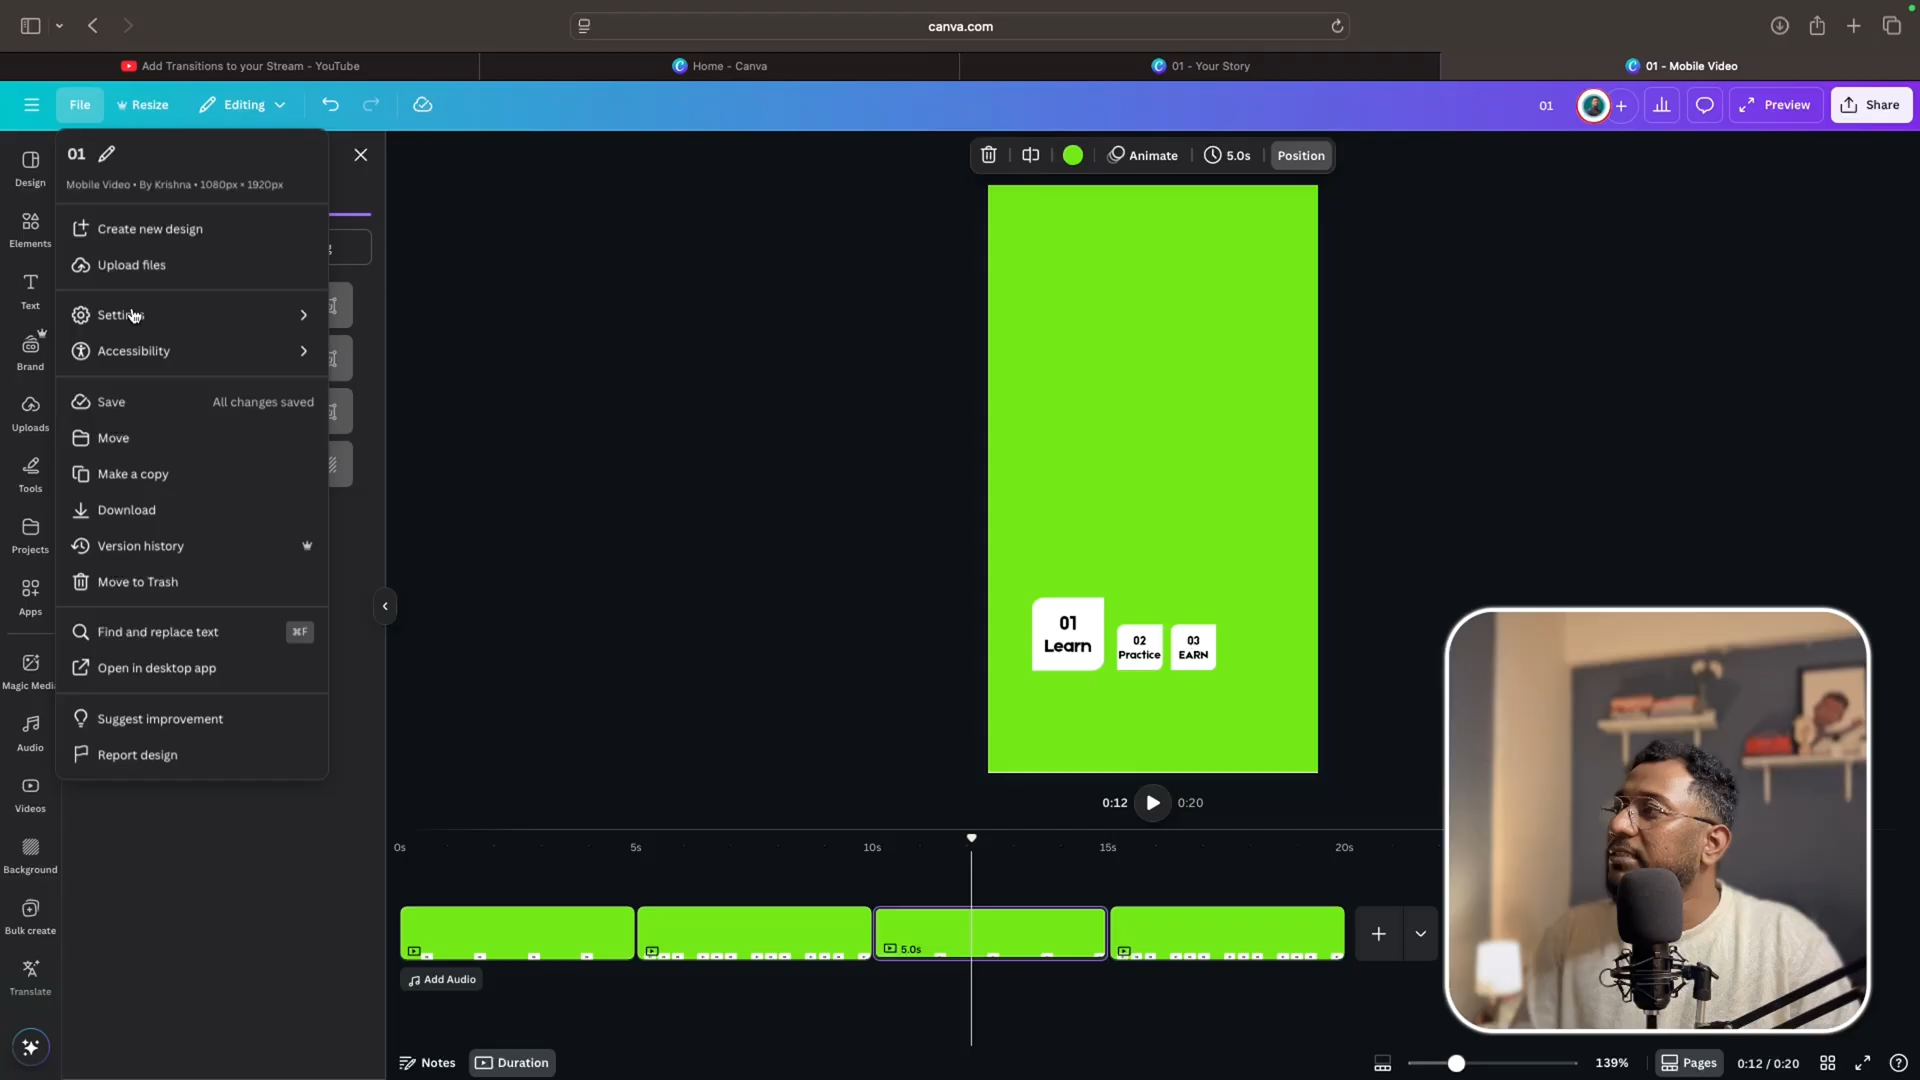 canva.com
Add Transitions to your Stream - YouTube
Home - Canva
01 - Your Story
01 - Mobile Video
File
Resize
Editing
01
Preview
Share
01
Mobile Video • By Krishna • 1080px × 1920px
Create new design
Upload files
Settings
Accessibility
Save
All changes saved
Move
Make a copy
Download
Version history
Move to Trash
Find and replace text
⌘F
Open in desktop app
Suggest improvement
Report design
Design
Elements
Text
Brand
Uploads
Tools
Projects
Apps
Magic Medi
Audio
Videos
Background
Bulk create
Translate
Animate
5.0s
Position
01
Learn
02
Practice
03
EARN
0:12
0:20
0s
5s
10s
15s
20s
5.0s
Add Audio
Notes
Duration
139%
Pages
0:12 / 0:20